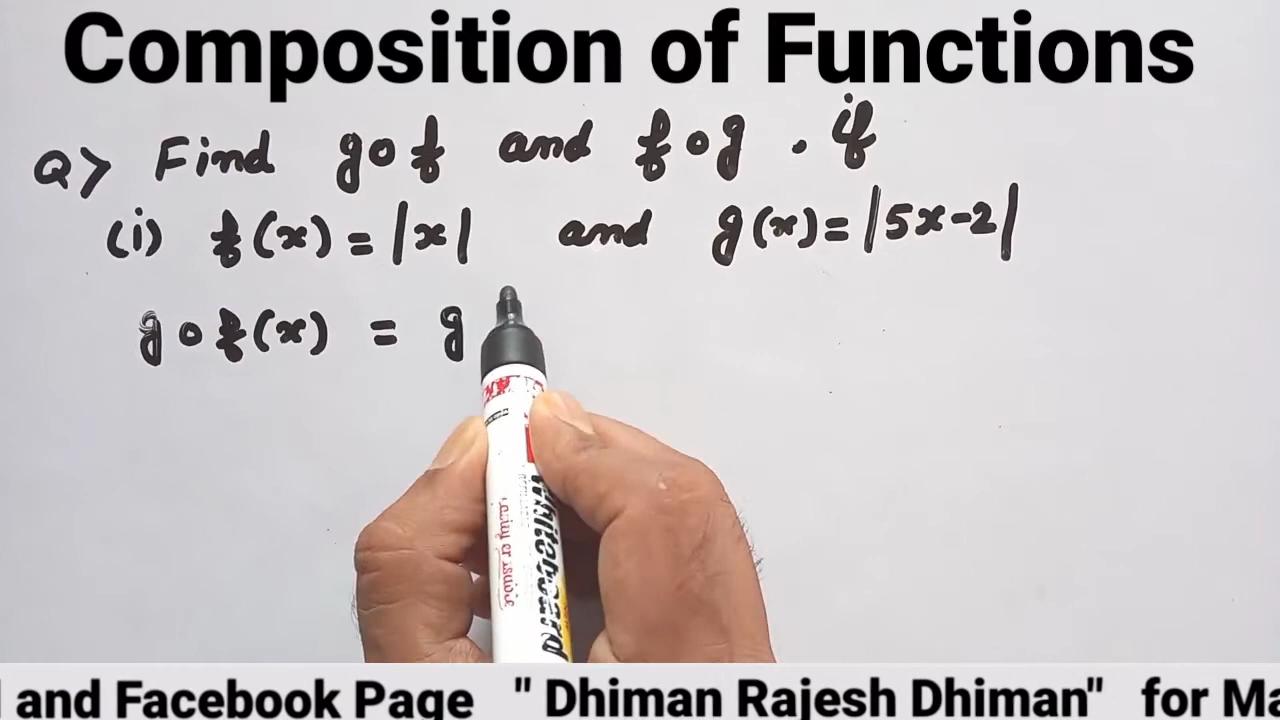 Composition of Functions
Q> Find gof and fog . if
(i) f(x) = |x| and g(x) = |5x-2|
gof(x) = g
Whiteboard
l and Facebook Page " Dhiman Rajesh Dhiman" for Ma